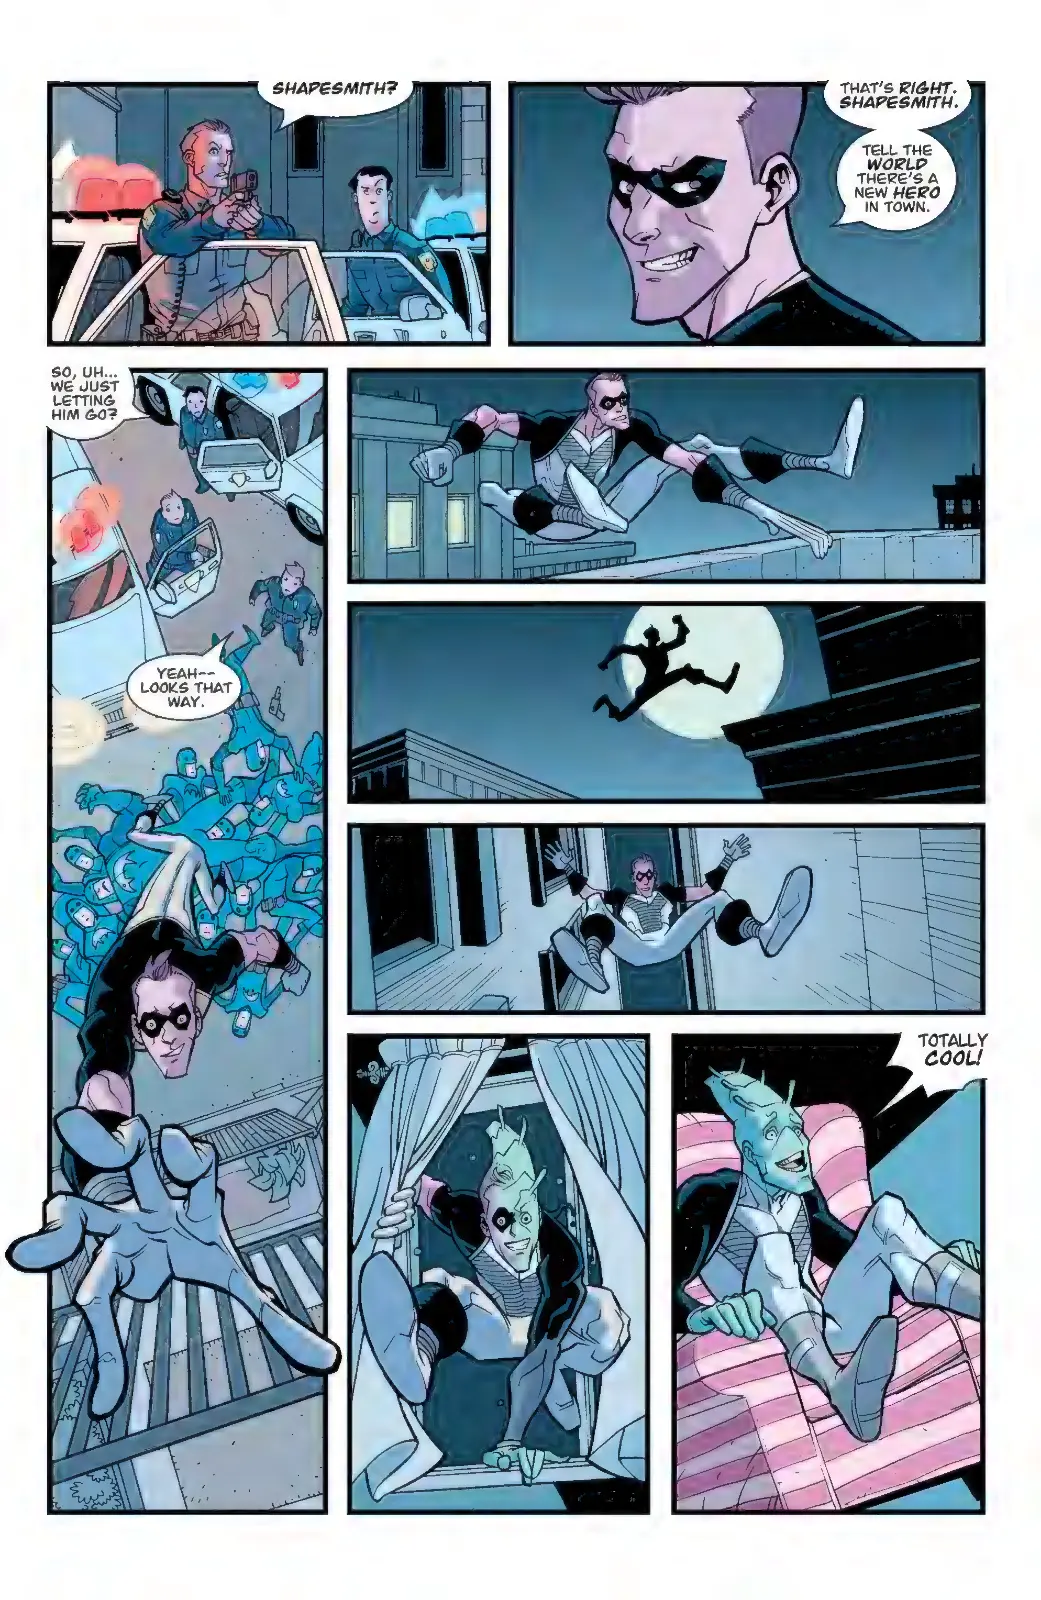 SHAPESMITH?
THAT'S RIGHT.
SHAPESMITH.
TELL THE
WORLD
THERE'S A
NEW HERO
IN TOWN.
SO, UH...
WE JUST
LETTING
HIM GO?
YEAH--
LOOKS THAT
WAY.
TOTALLY
COOL!